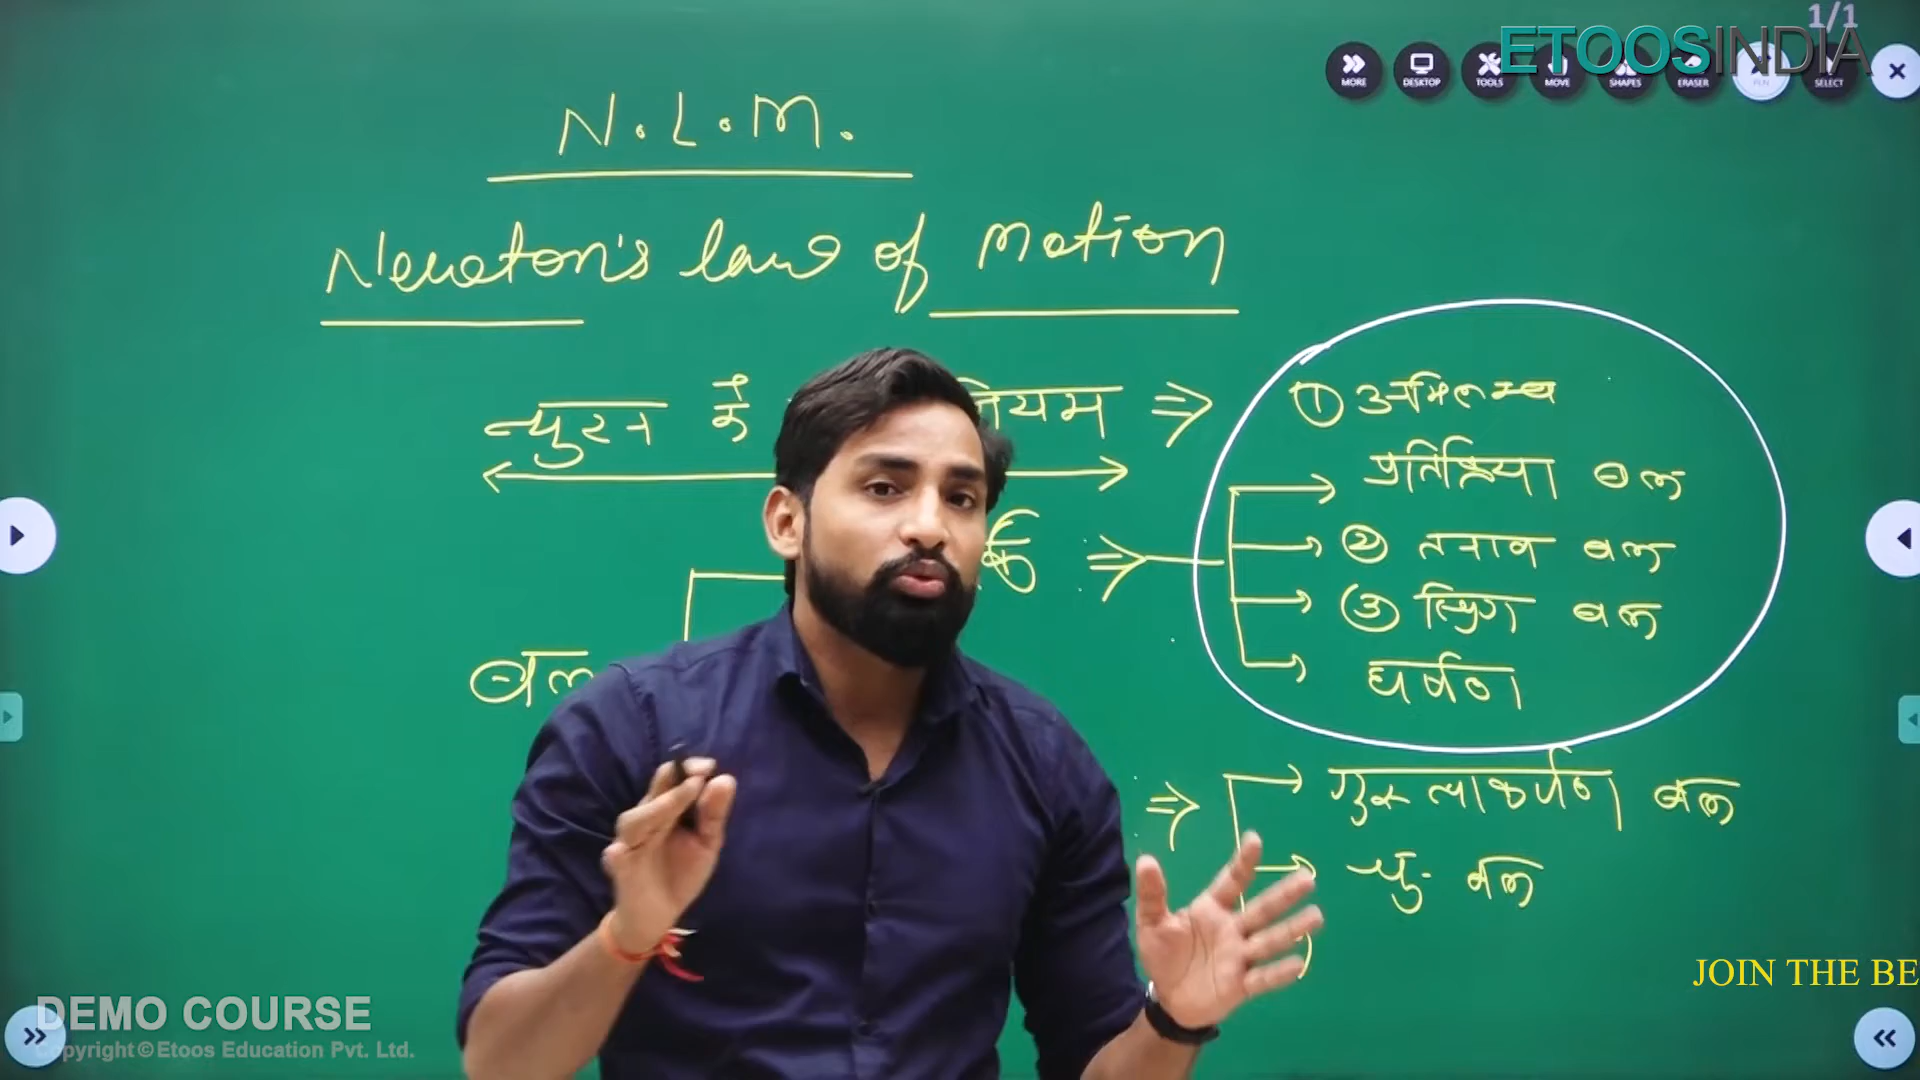 1/1
ETOOSINDIA
MORE DESKTOP TOOLS MOVE SHAPES ERASER PEN SELECT
N.L.M.
Newton's law of motion
न्यूटन के नियम ⇒
① अभिलम्ब
प्रतिक्रिया बल
② तनाव बल
③ स्प्रिंग बल
घर्षण
बल
⇒ गुरुत्वाकर्षण बल
चु. बल
JOIN THE BE
DEMO COURSE
Copyright © Etoos Education Pvt. Ltd.